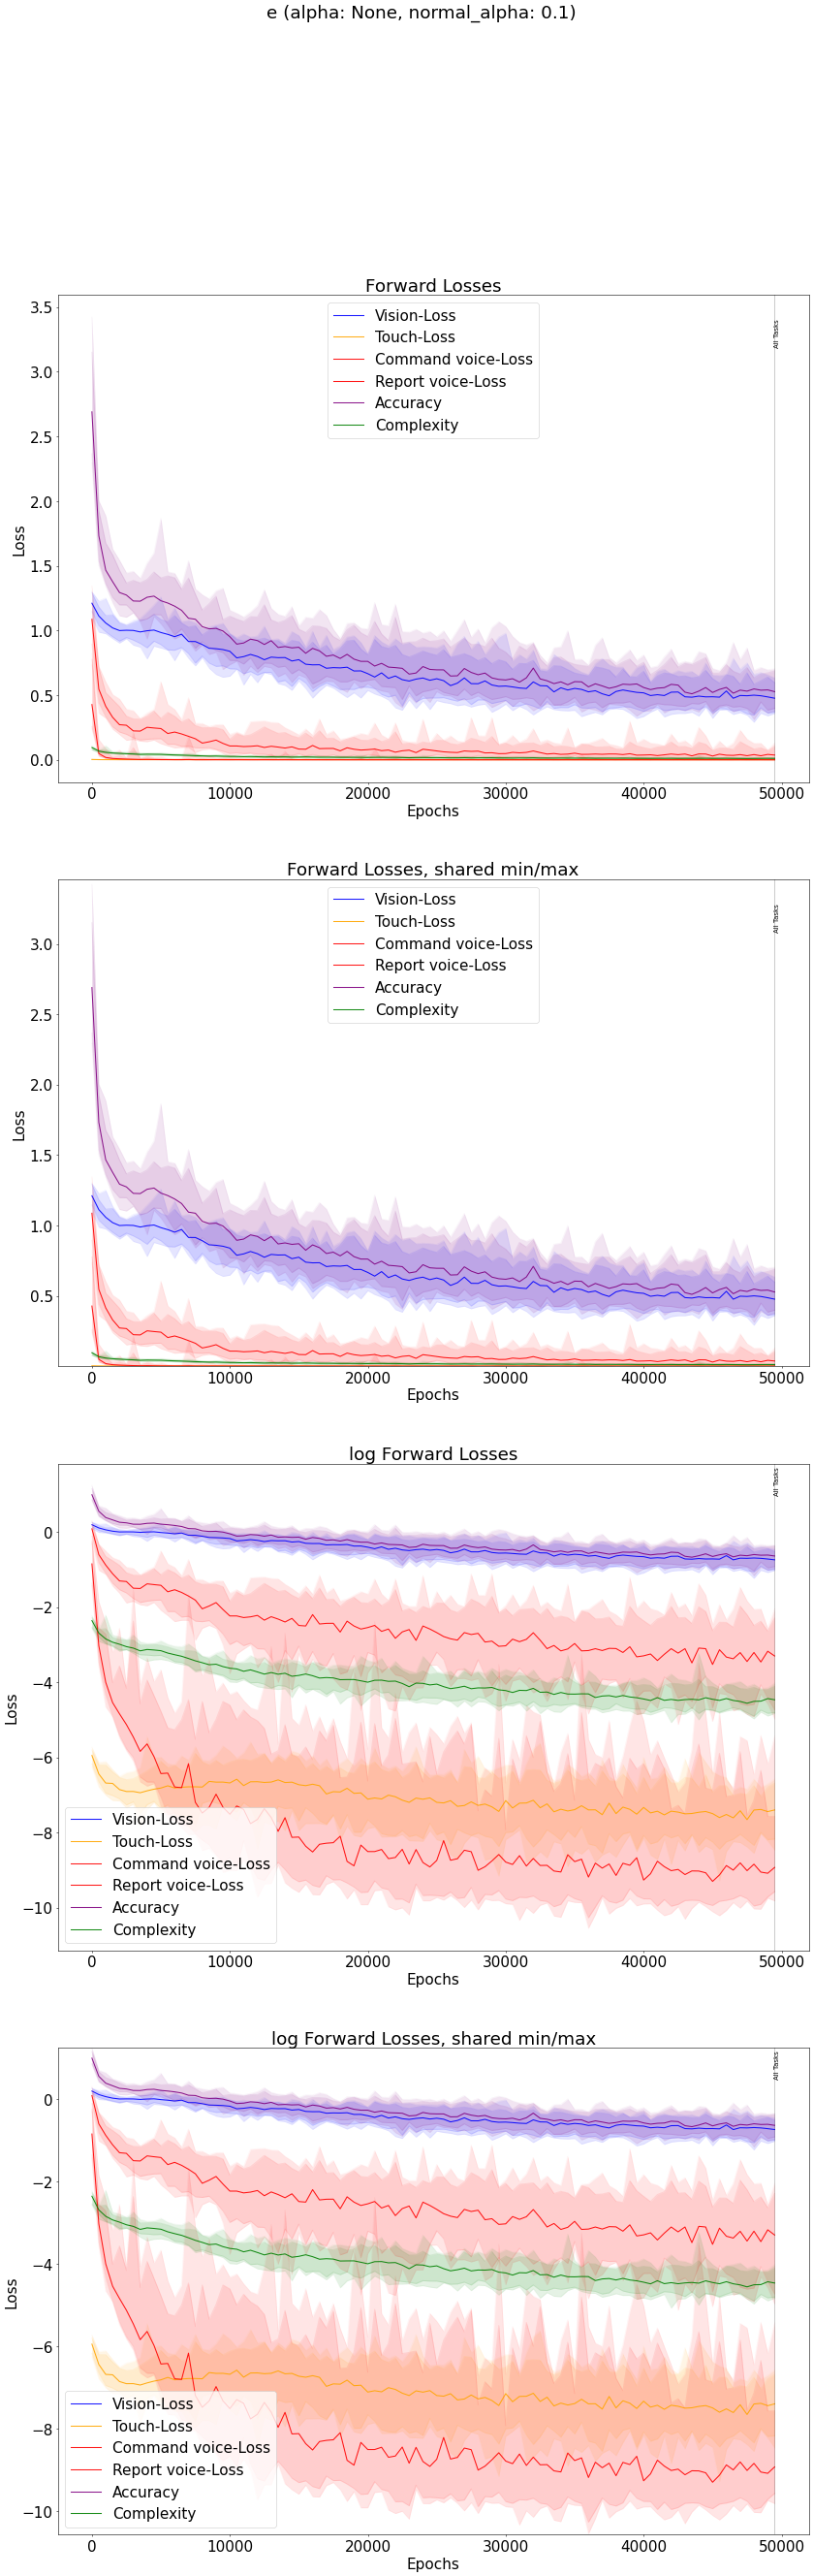 e (alpha: None, normal_alpha: 0.1)
Forward Losses
Vision-Loss
Touch-Loss
Command voice-Loss
Report voice-Loss
Accuracy
Complexity
All Tasks
3.5
3.0
2.5
2.0
1.5
1.0
0.5
0.0
Loss
0 10000 20000 30000 40000 50000
Epochs
Forward Losses, shared min/max
Vision-Loss
Touch-Loss
Command voice-Loss
Report voice-Loss
Accuracy
Complexity
All Tasks
3.0
2.5
2.0
1.5
1.0
0.5
Loss
0 10000 20000 30000 40000 50000
Epochs
log Forward Losses
All Tasks
0
−2
−4
−6
−8
−10
Loss
Vision-Loss
Touch-Loss
Command voice-Loss
Report voice-Loss
Accuracy
Complexity
0 10000 20000 30000 40000 50000
Epochs
log Forward Losses, shared min/max
All Tasks
0
−2
−4
−6
−8
−10
Loss
Vision-Loss
Touch-Loss
Command voice-Loss
Report voice-Loss
Accuracy
Complexity
0 10000 20000 30000 40000 50000
Epochs